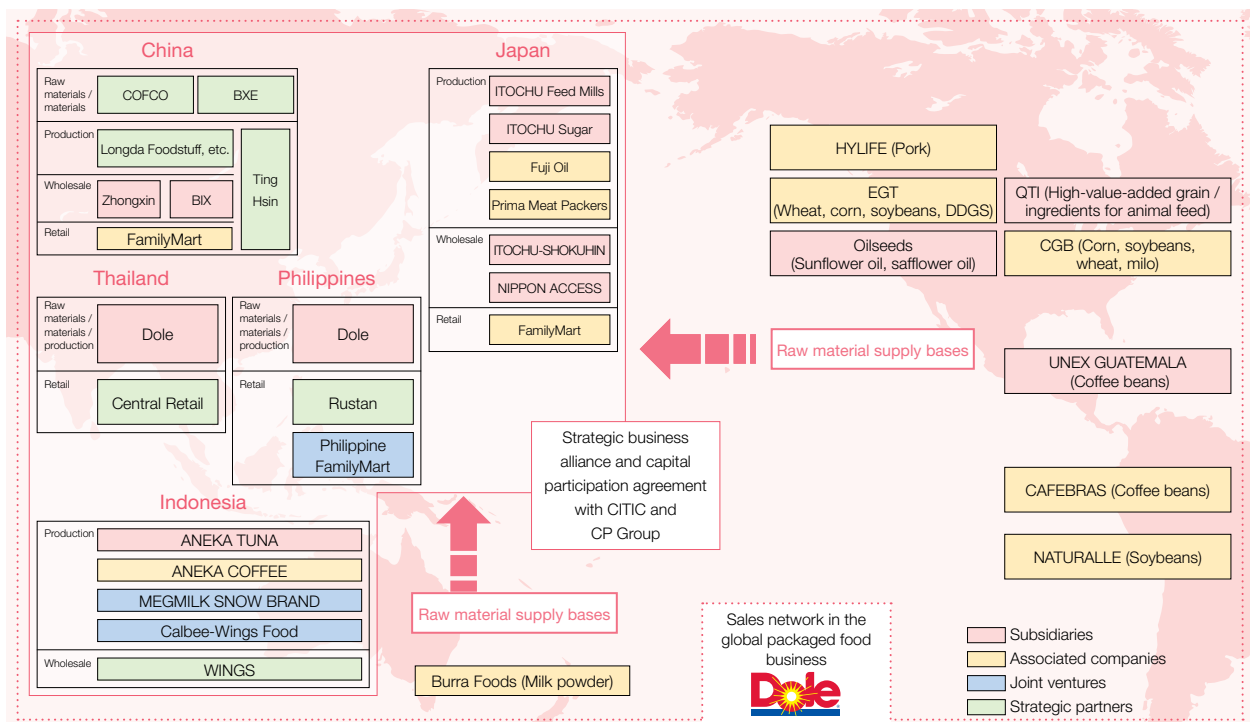 China
Raw
materials /
materials
COFCO
BXE
Production
Longda Foodstuff, etc.
Ting
Hsin
Wholesale
Zhongxin
BIX
Retail
FamilyMart
Japan
Production
ITOCHU Feed Mills
ITOCHU Sugar
Fuji Oil
Prima Meat Packers
Wholesale
ITOCHU-SHOKUHIN
NIPPON ACCESS
Retail
FamilyMart
Thailand
Raw
materials /
materials /
production
Dole
Retail
Central Retail
Philippines
Raw
materials /
materials /
production
Dole
Retail
Rustan
Philippine
FamilyMart
Indonesia
Production
ANEKA TUNA
ANEKA COFFEE
MEGMILK SNOW BRAND
Calbee-Wings Food
Wholesale
WINGS
Strategic business
alliance and capital
participation agreement
with CITIC and
CP Group
Raw material supply bases
Burra Foods (Milk powder)
Raw material supply bases
HYLIFE (Pork)
EGT
(Wheat, corn, soybeans, DDGS)
QTI (High-value-added grain /
ingredients for animal feed)
Oilseeds
(Sunflower oil, safflower oil)
CGB (Corn, soybeans,
wheat, milo)
UNEX GUATEMALA
(Coffee beans)
CAFEBRAS (Coffee beans)
NATURALLE (Soybeans)
Sales network in the
global packaged food
business
Dole
Subsidiaries
Associated companies
Joint ventures
Strategic partners